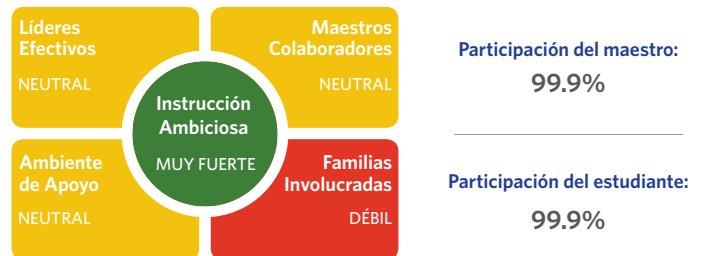 Líderes
Efectivos
NEUTRAL
Maestros
Colaboradores
NEUTRAL
Instrucción
Ambiciosa
MUY FUERTE
Ambiente
de Apoyo
NEUTRAL
Familias
Involucradas
DÉBIL
Participación del maestro:
99.9%
Participación del estudiante:
99.9%